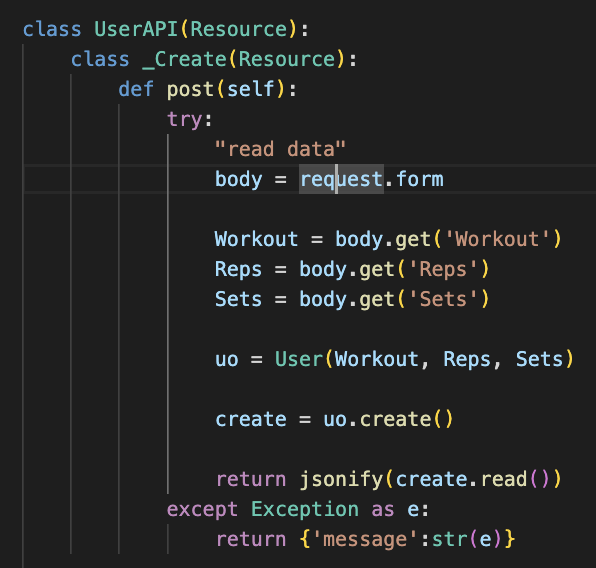 class UserAPI(Resource):
    class _Create(Resource):
        def post(self):
            try:
                "read data"
                body = request.form

                Workout = body.get('Workout')
                Reps = body.get('Reps')
                Sets = body.get('Sets')

                uo = User(Workout, Reps, Sets)

                create = uo.create()

                return jsonify(create.read())
            except Exception as e:
                return {'message':str(e)}